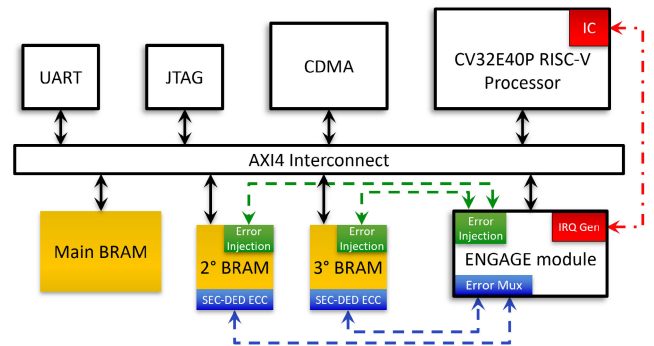 IC
UART
JTAG
CDMA
CV32E40P RISC-V
Processor
AXI4 Interconnect
Main BRAM
Error
Injection
2° BRAM
SEC-DED ECC
Error
Injection
3° BRAM
SEC-DED ECC
Error
Injection
IRQ Gen
ENGAGE module
Error Mux